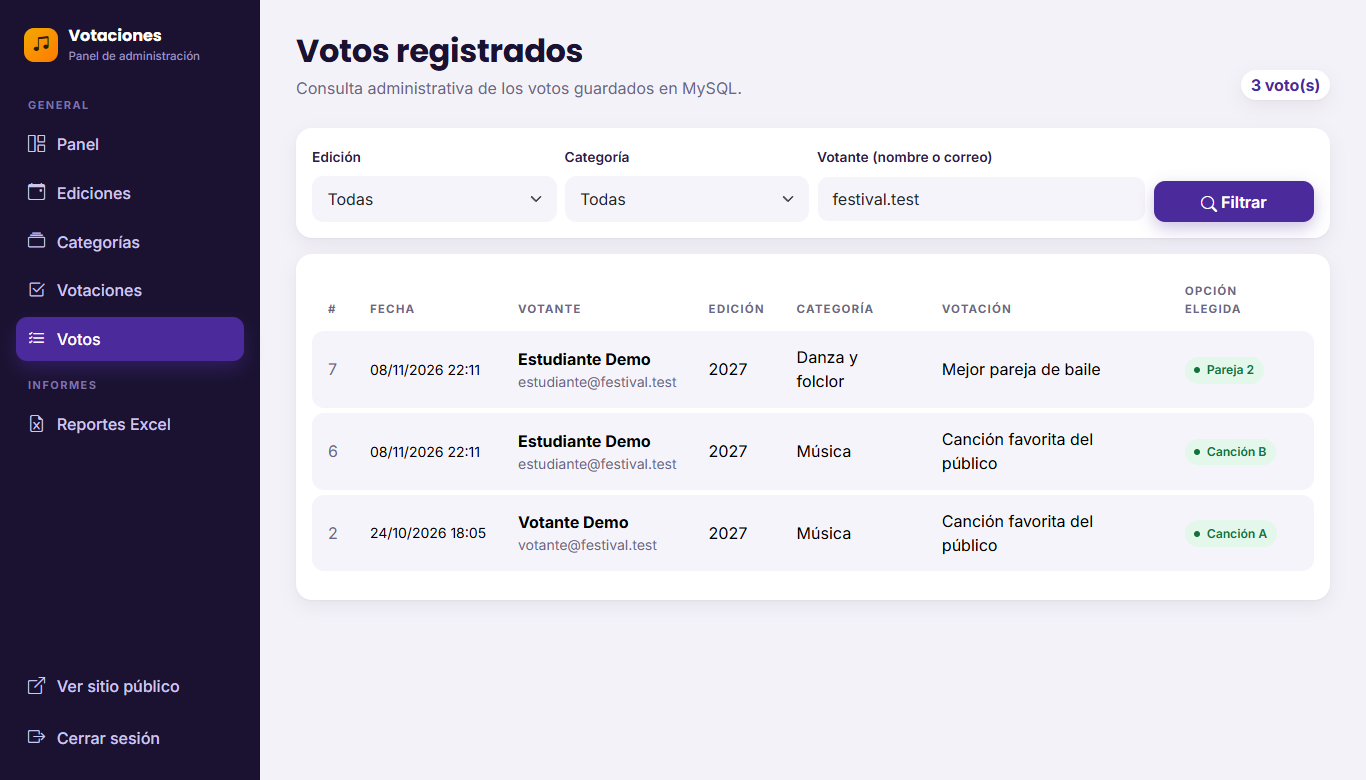 Votaciones
Panel de administración
GENERAL
Panel
Ediciones
Categorías
Votaciones
Votos
INFORMES
Reportes Excel
Ver sitio público
Cerrar sesión
Votos registrados
Consulta administrativa de los votos guardados en MySQL.
3 voto(s)
Edición Categoría Votante (nombre o correo)
Todas Todas festival.test Filtrar
# FECHA VOTANTE EDICIÓN CATEGORÍA VOTACIÓN OPCIÓN ELEGIDA
7 08/11/2026 22:11 Estudiante Demo estudiante@festival.test 2027 Danza y folclor Mejor pareja de baile Pareja 2
6 08/11/2026 22:11 Estudiante Demo estudiante@festival.test 2027 Música Canción favorita del público Canción B
2 24/10/2026 18:05 Votante Demo votante@festival.test 2027 Música Canción favorita del público Canción A